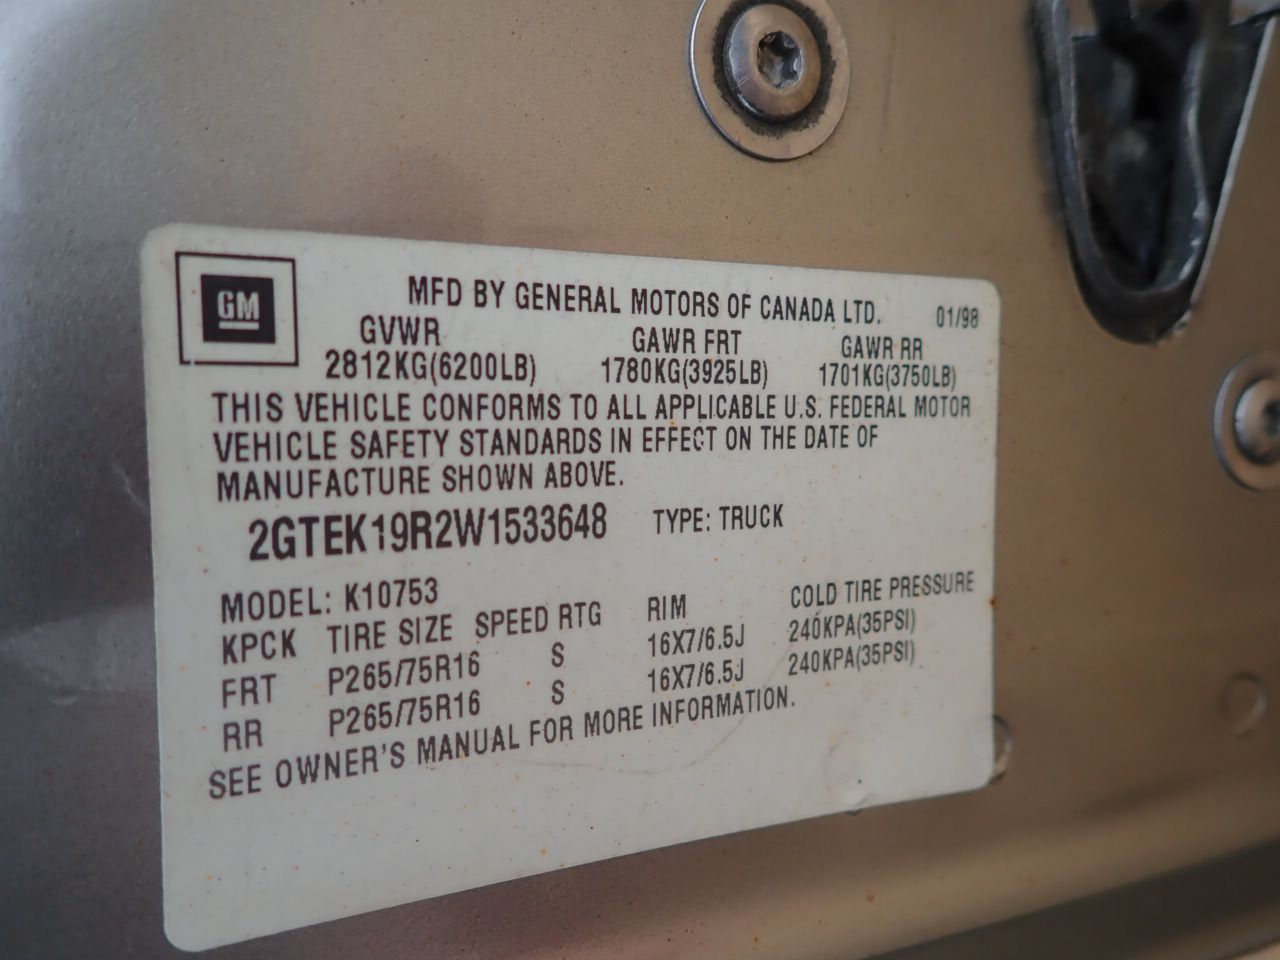 GM
MFD BY GENERAL MOTORS OF CANADA LTD. 01/98
GVWR GAWR FRT GAWR RR
2812KG(6200LB) 1780KG(3925LB) 1701KG(3750LB)
THIS VEHICLE CONFORMS TO ALL APPLICABLE U.S. FEDERAL MOTOR
VEHICLE SAFETY STANDARDS IN EFFECT ON THE DATE OF
MANUFACTURE SHOWN ABOVE.
2GTEK19R2W1533648 TYPE: TRUCK
MODEL: K10753
KPCK TIRE SIZE SPEED RTG RIM COLD TIRE PRESSURE
FRT P265/75R16 S 16X7/6.5J 240KPA(35PSI)
RR P265/75R16 S 16X7/6.5J 240KPA(35PSI)
SEE OWNER'S MANUAL FOR MORE INFORMATION.